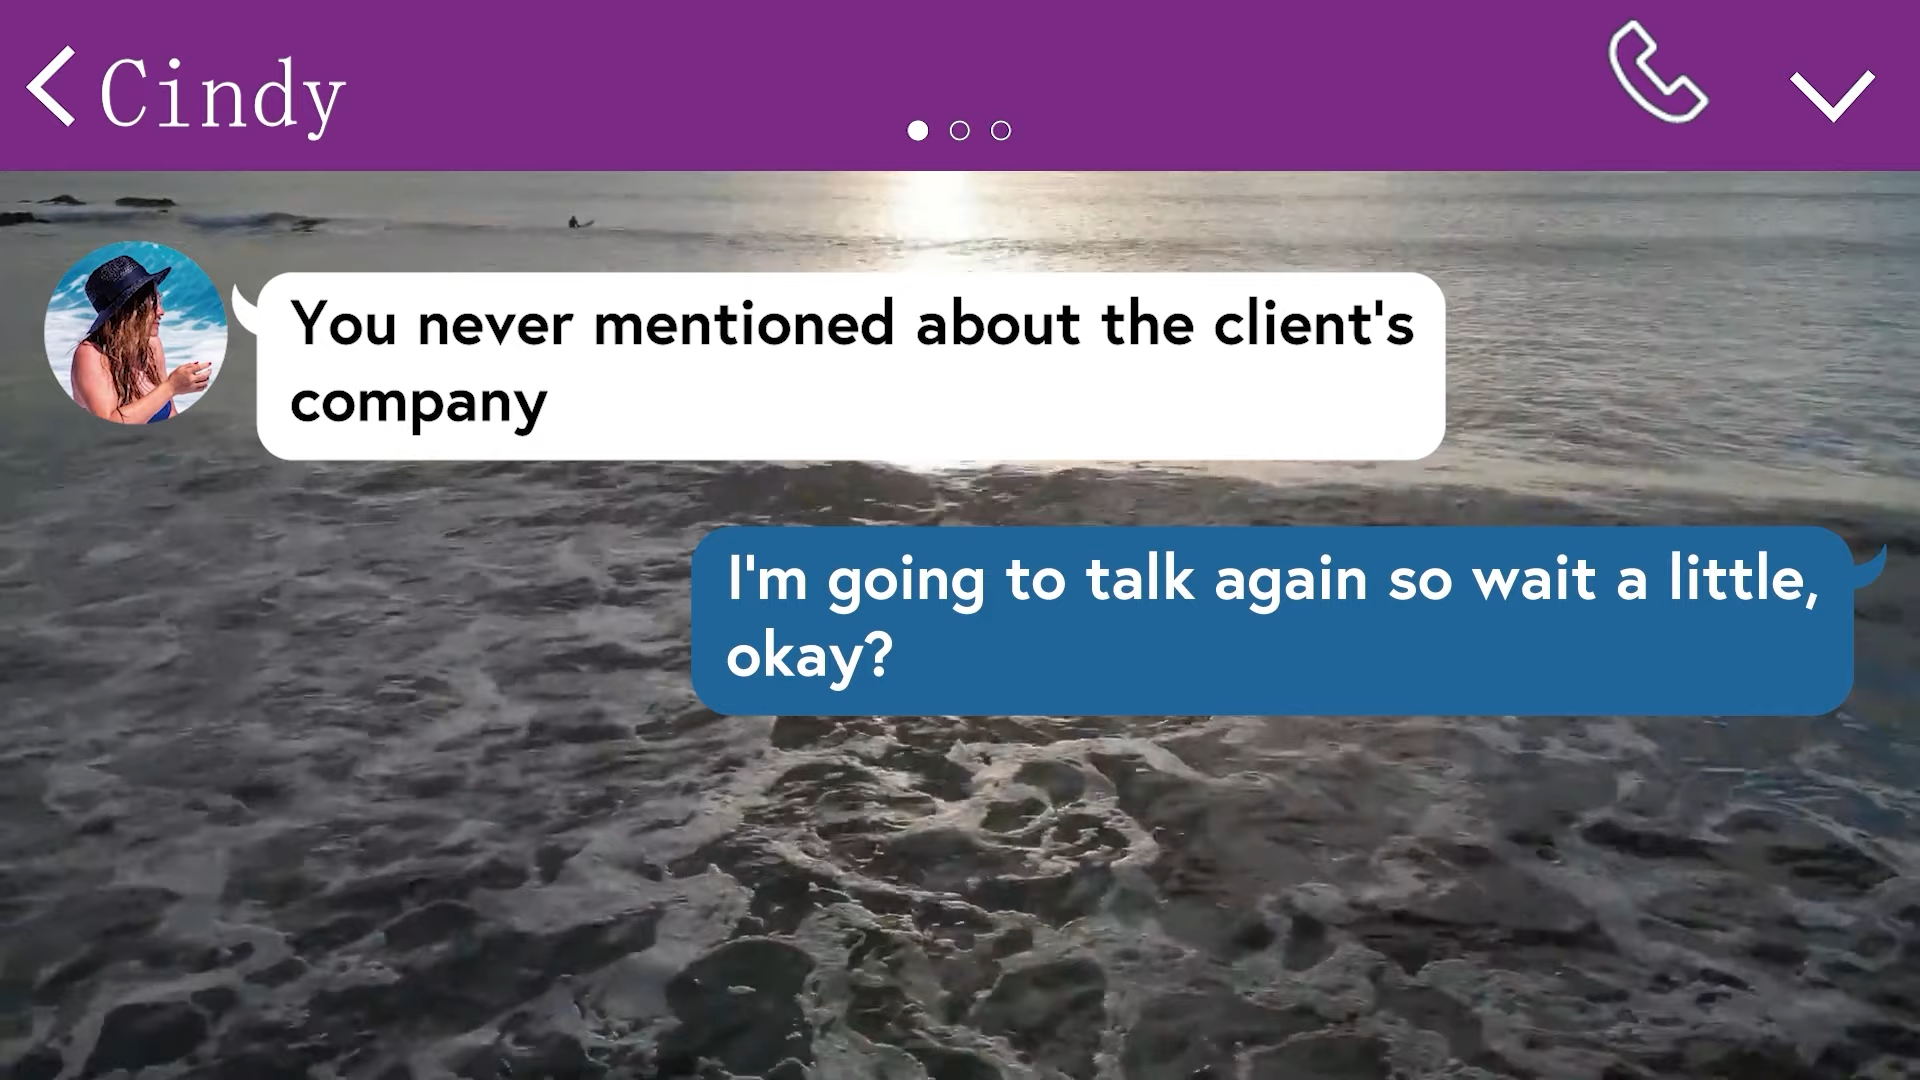 Cindy
You never mentioned about the client's
company
I'm going to talk again so wait a little,
okay?